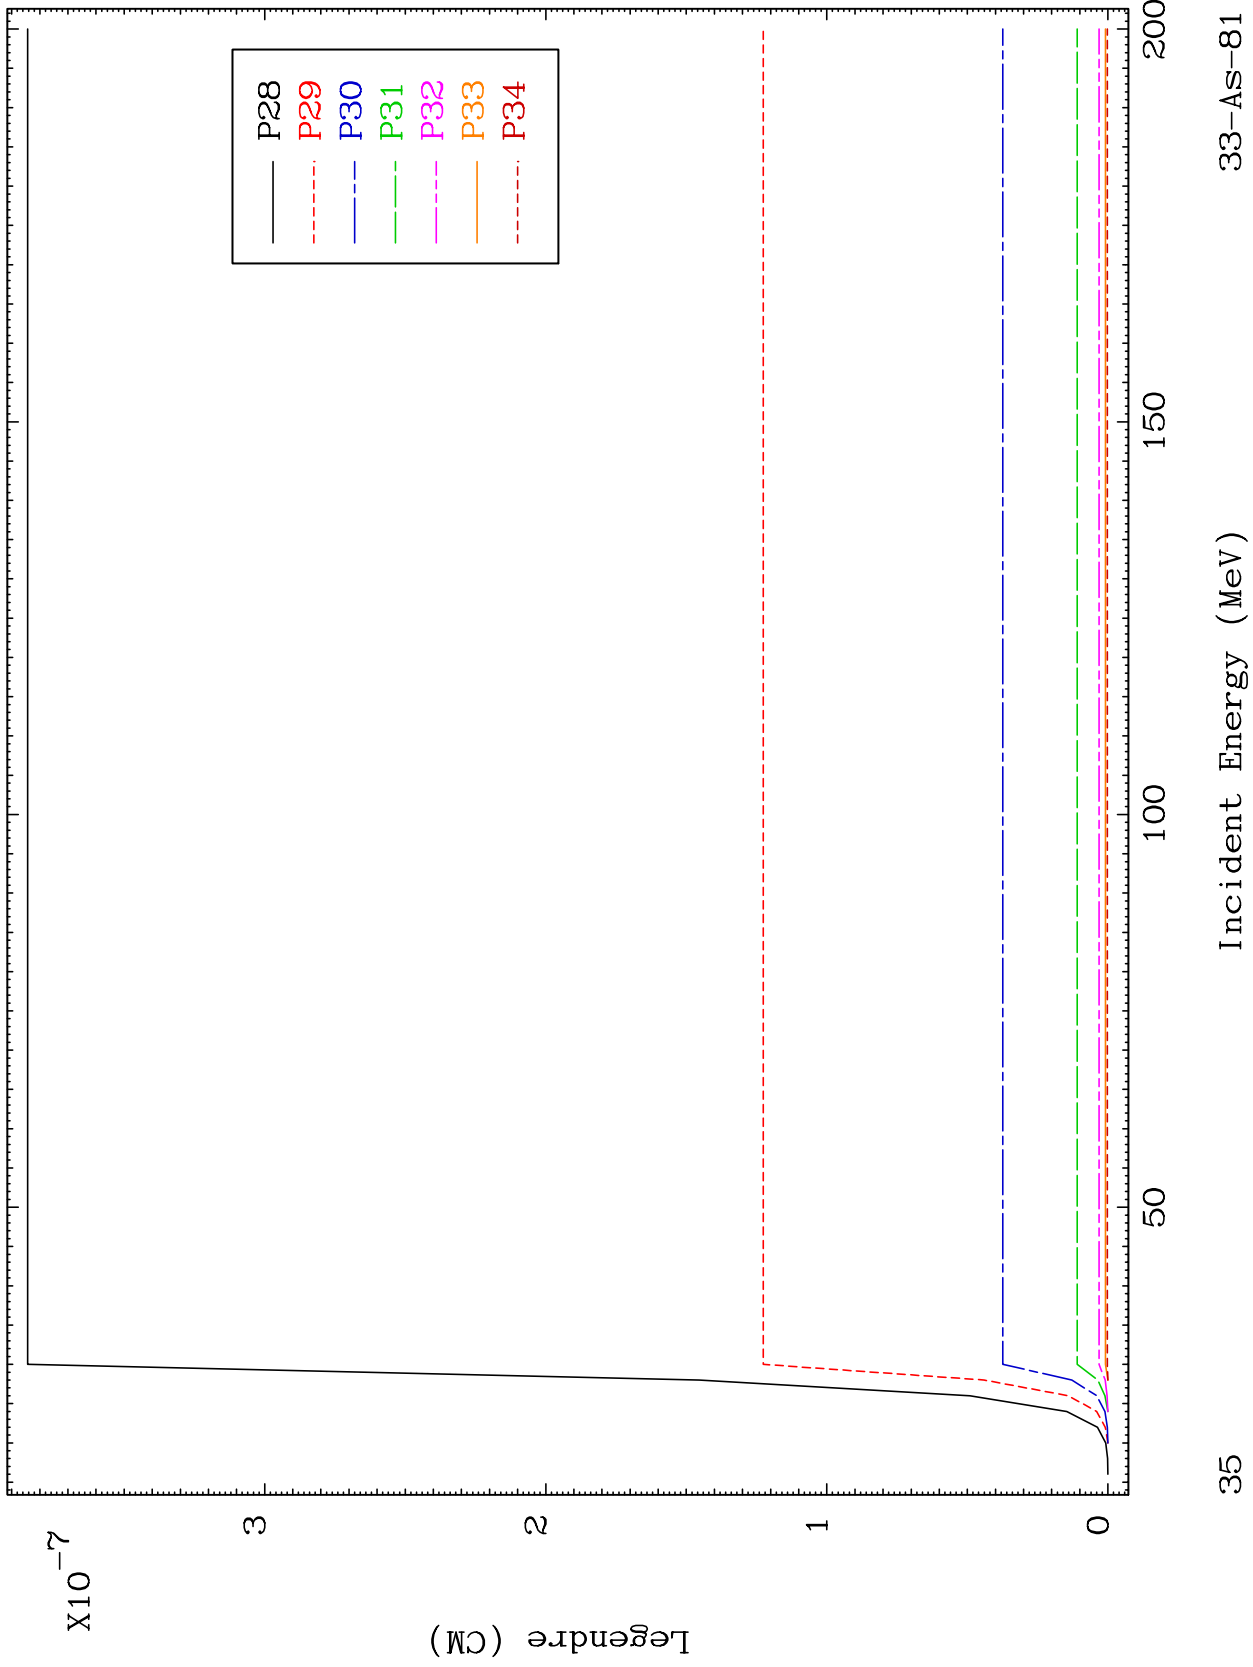 X10-7
3
2
1
0
Legendre (CM)
P28
P29
P30
P31
P32
P33
P34
50
100
150
200
35
Incident Energy (MeV)
33-As-81